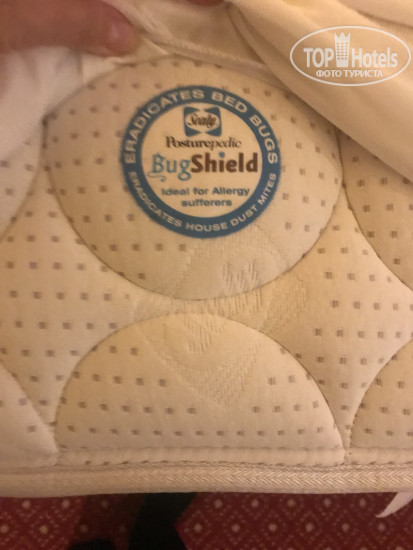 TOP Hotels
ФОТО ТУРИСТА
ERADICATES BED BUGS
Sealy
Posturepedic
BugShield
Ideal for Allergy
sufferers
ERADICATES HOUSE DUST MITES